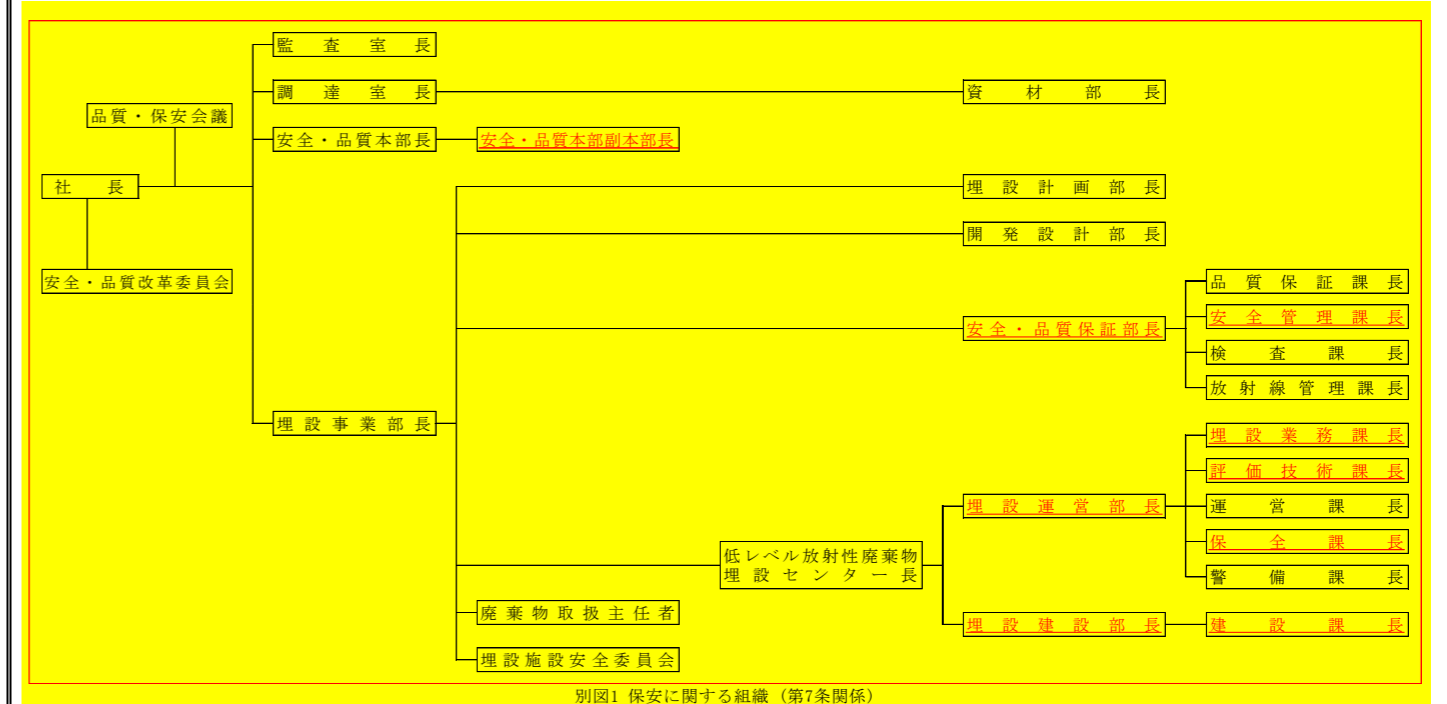 監査室長
調達室長
資材部長
品質・保安会議
安全・品質本部長
安全・品質本部副本部長
社長
埋設計画部長
開発設計部長
安全・品質改革委員会
品質保証課長
安全管理課長
安全・品質保証部長
検査課長
放射線管理課長
埋設事業部長
埋設業務課長
評価技術課長
埋設運営部長
運営課長
保全課長
低レベル放射性廃棄物
埋設センター長
警備課長
廃棄物取扱主任者
埋設建設部長
建設課長
埋設施設安全委員会
別図1 保安に関する組織（第7条関係）